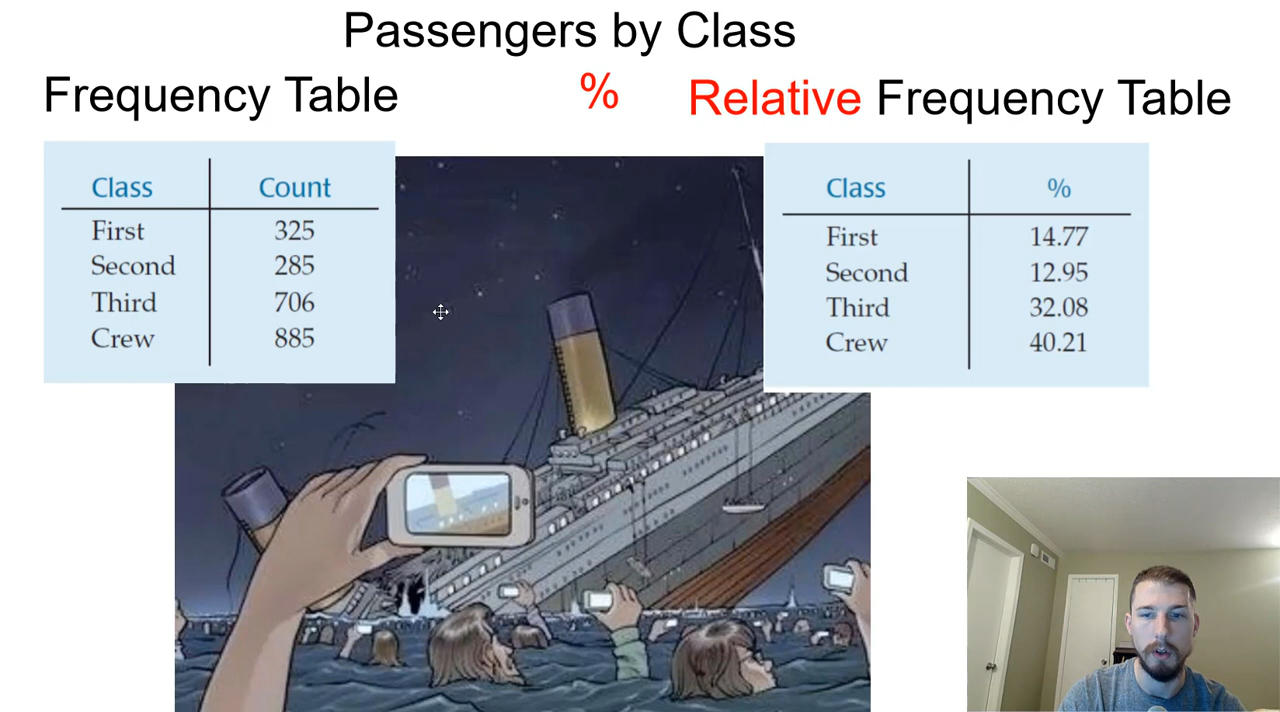 Passengers by Class
Frequency Table
%
Relative Frequency Table
Class Count
First 325
Second 285
Third 706
Crew 885
Class %
First 14.77
Second 12.95
Third 32.08
Crew 40.21